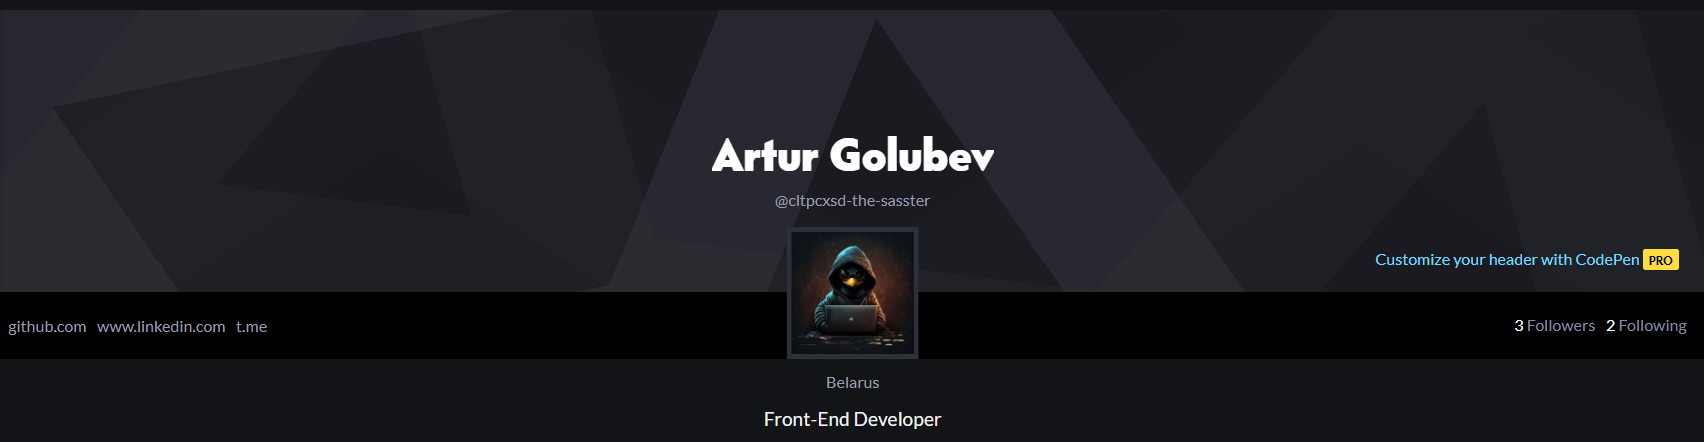 Artur Golubev
@cltpcxsd-the-sasster
Customize your header with CodePen PRO
github.com www.linkedin.com t.me
3 Followers 2 Following
Belarus
Front-End Developer